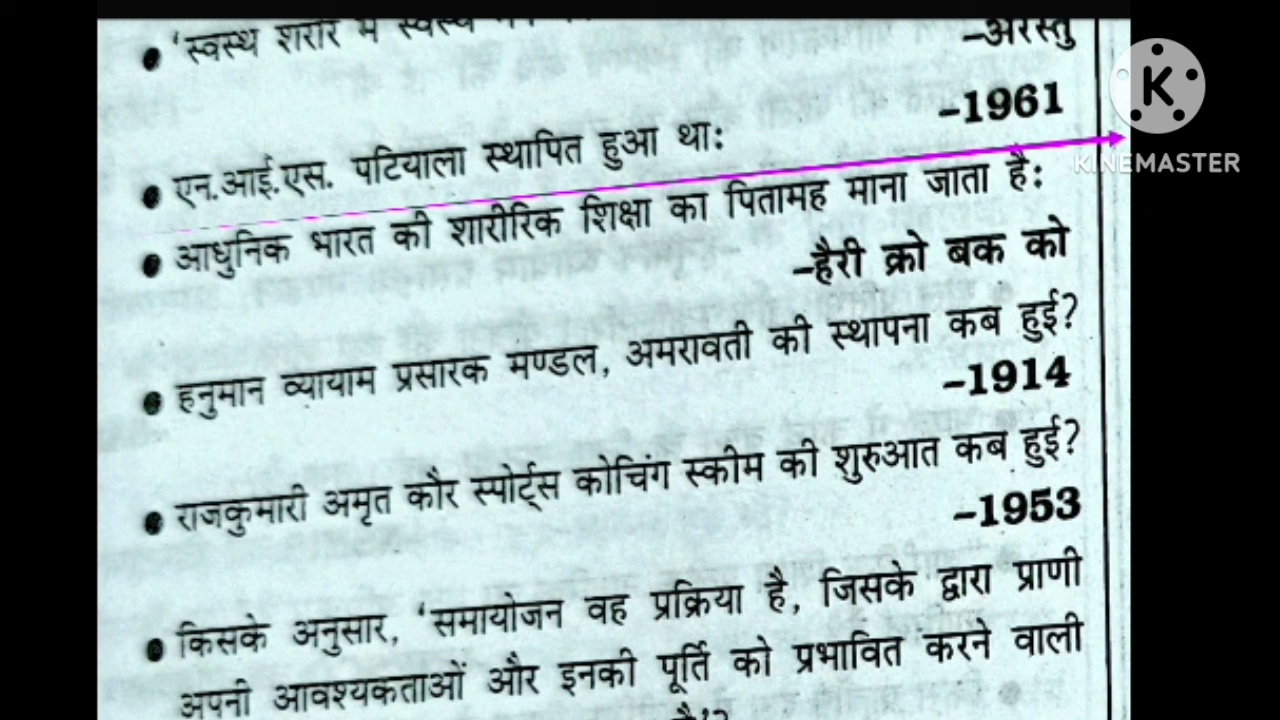 • 'स्वस्थ शरीर में स्वस्थ
-अरस्तु
-1961
• एन.आई.एस. पटियाला स्थापित हुआ था:
• आधुनिक भारत की शारीरिक शिक्षा का पितामह माना जाता है:
-हैरी क्रो बक को
• हनुमान व्यायाम प्रसारक मण्डल, अमरावती की स्थापना कब हुई?
-1914
• राजकुमारी अमृत कौर स्पोर्ट्स कोचिंग स्कीम की शुरुआत कब हुई?
-1953
• किसके अनुसार, 'समायोजन वह प्रक्रिया है, जिसके द्वारा प्राणी
अपनी आवश्यकताओं और इनकी पूर्ति को प्रभावित करने वाली
है'?
K
KINEMASTER